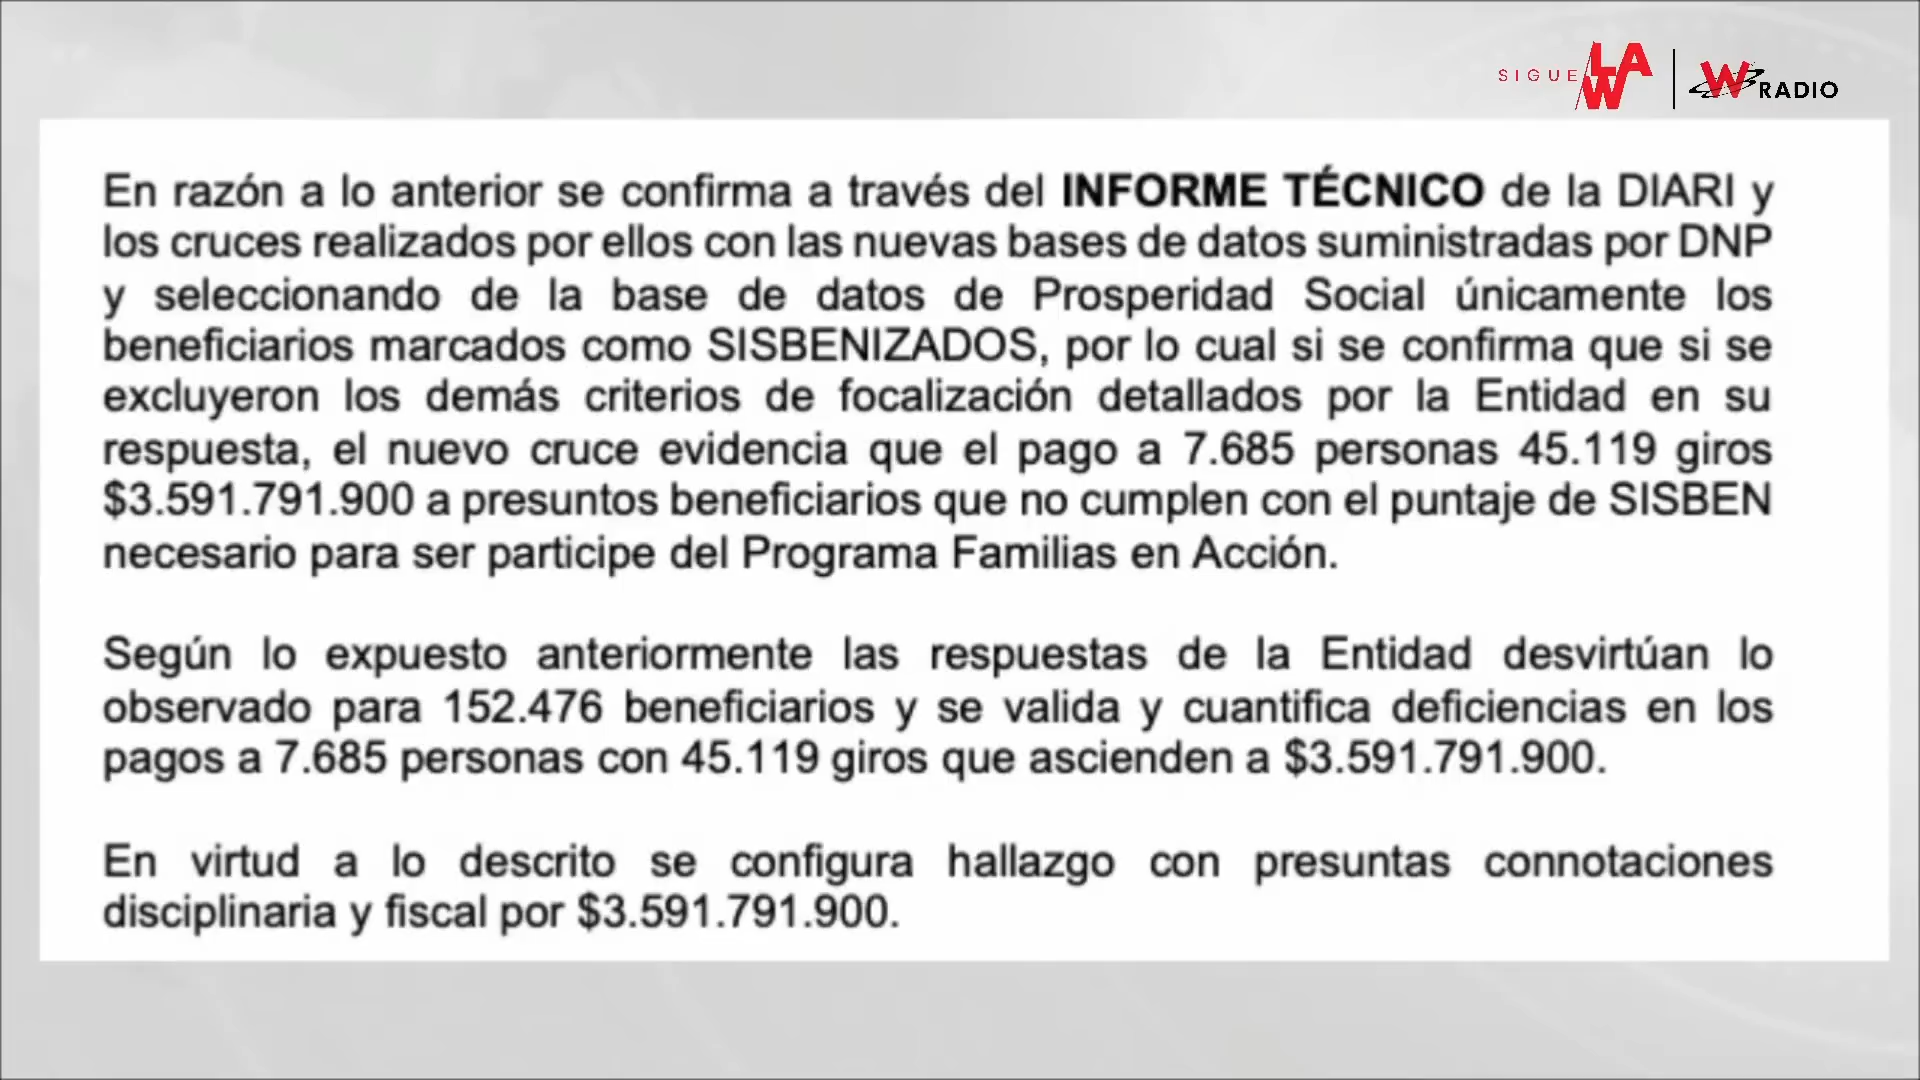 SIGUE LA W
W RADIO
En razón a lo anterior se confirma a través del INFORME TÉCNICO de la DIARI y
los cruces realizados por ellos con las nuevas bases de datos suministradas por DNP
y seleccionando de la base de datos de Prosperidad Social únicamente los
beneficiarios marcados como SISBENIZADOS, por lo cual si se confirma que si se
excluyeron los demás criterios de focalización detallados por la Entidad en su
respuesta, el nuevo cruce evidencia que el pago a 7.685 personas 45.119 giros
$3.591.791.900 a presuntos beneficiarios que no cumplen con el puntaje de SISBEN
necesario para ser participe del Programa Familias en Acción.
Según lo expuesto anteriormente las respuestas de la Entidad desvirtúan lo
observado para 152.476 beneficiarios y se valida y cuantifica deficiencias en los
pagos a 7.685 personas con 45.119 giros que ascienden a $3.591.791.900.
En virtud a lo descrito se configura hallazgo con presuntas connotaciones
disciplinaria y fiscal por $3.591.791.900.